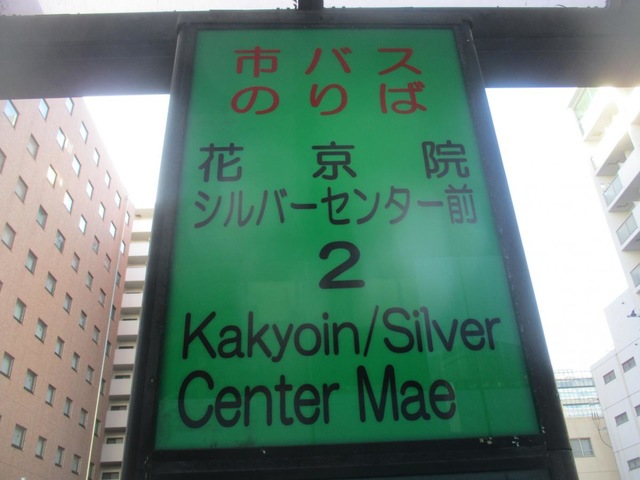 市バス
のりば
花京院
シルバーセンター前
2
Kakyoin/Silver
Center Mae